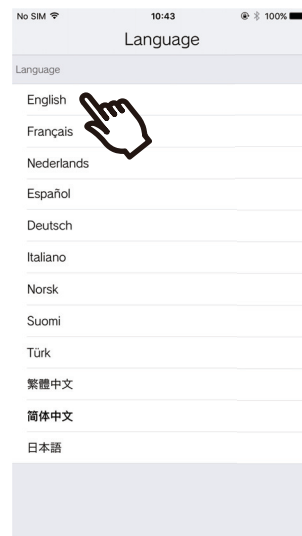 No SIM 10:43 100%
Language
Language
English
Français
Nederlands
Español
Deutsch
Italiano
Norsk
Suomi
Türk
繁體中文
简体中文
日本語